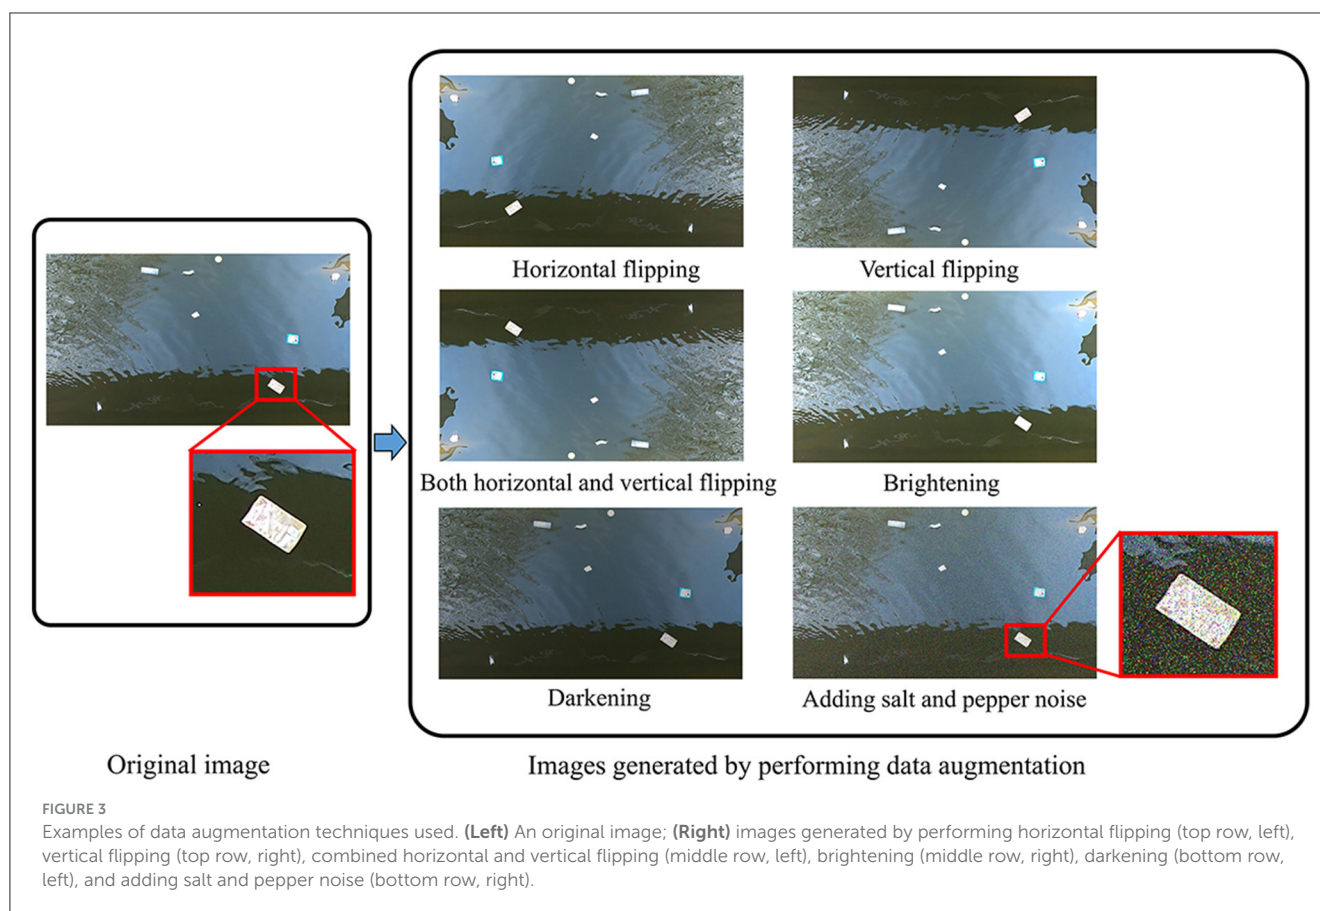 Horizontal flipping
Vertical flipping
Both horizontal and vertical flipping
Brightening
Darkening
Adding salt and pepper noise
Original image
Images generated by performing data augmentation
FIGURE 3
Examples of data augmentation techniques used. (Left) An original image; (Right) images generated by performing horizontal flipping (top row, left),
vertical flipping (top row, right), combined horizontal and vertical flipping (middle row, left), brightening (middle row, right), darkening (bottom row,
left), and adding salt and pepper noise (bottom row, right).